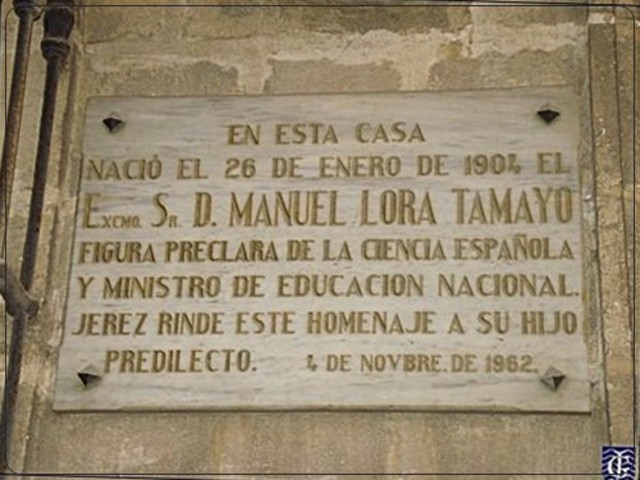 EN ESTA CASA
NACIÓ EL 26 DE ENERO DE 1904 EL
EXCMO. SR. D. MANUEL LORA TAMAYO
FIGURA PRECLARA DE LA CIENCIA ESPAÑOLA
Y MINISTRO DE EDUCACION NACIONAL.
JEREZ RINDE ESTE HOMENAJE A SU HIJO
PREDILECTO. 4 DE NOVBRE. DE 1962.